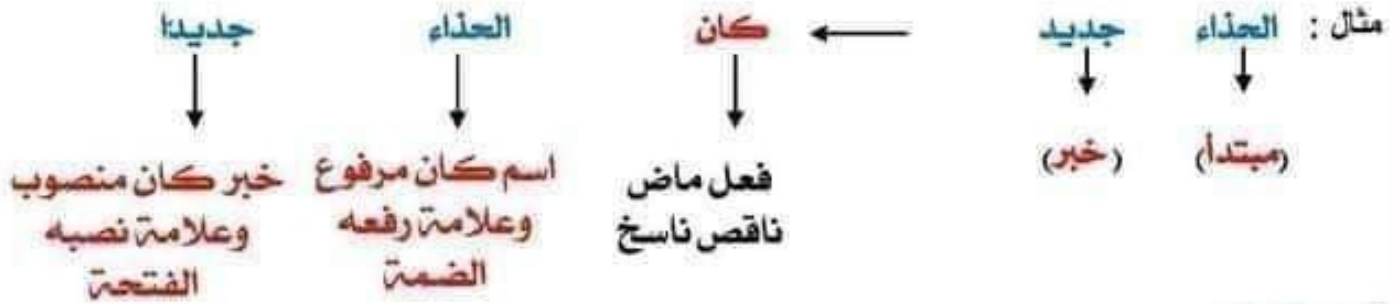 مثال : الحذاء جديد كان الحذاء جديدا
(مبتدأ) (خبر) فعل ماض اسم كان مرفوع خبر كان منصوب
ناقص ناسخ وعلامة رفعه وعلامة نصبه
الضمة الفتحة